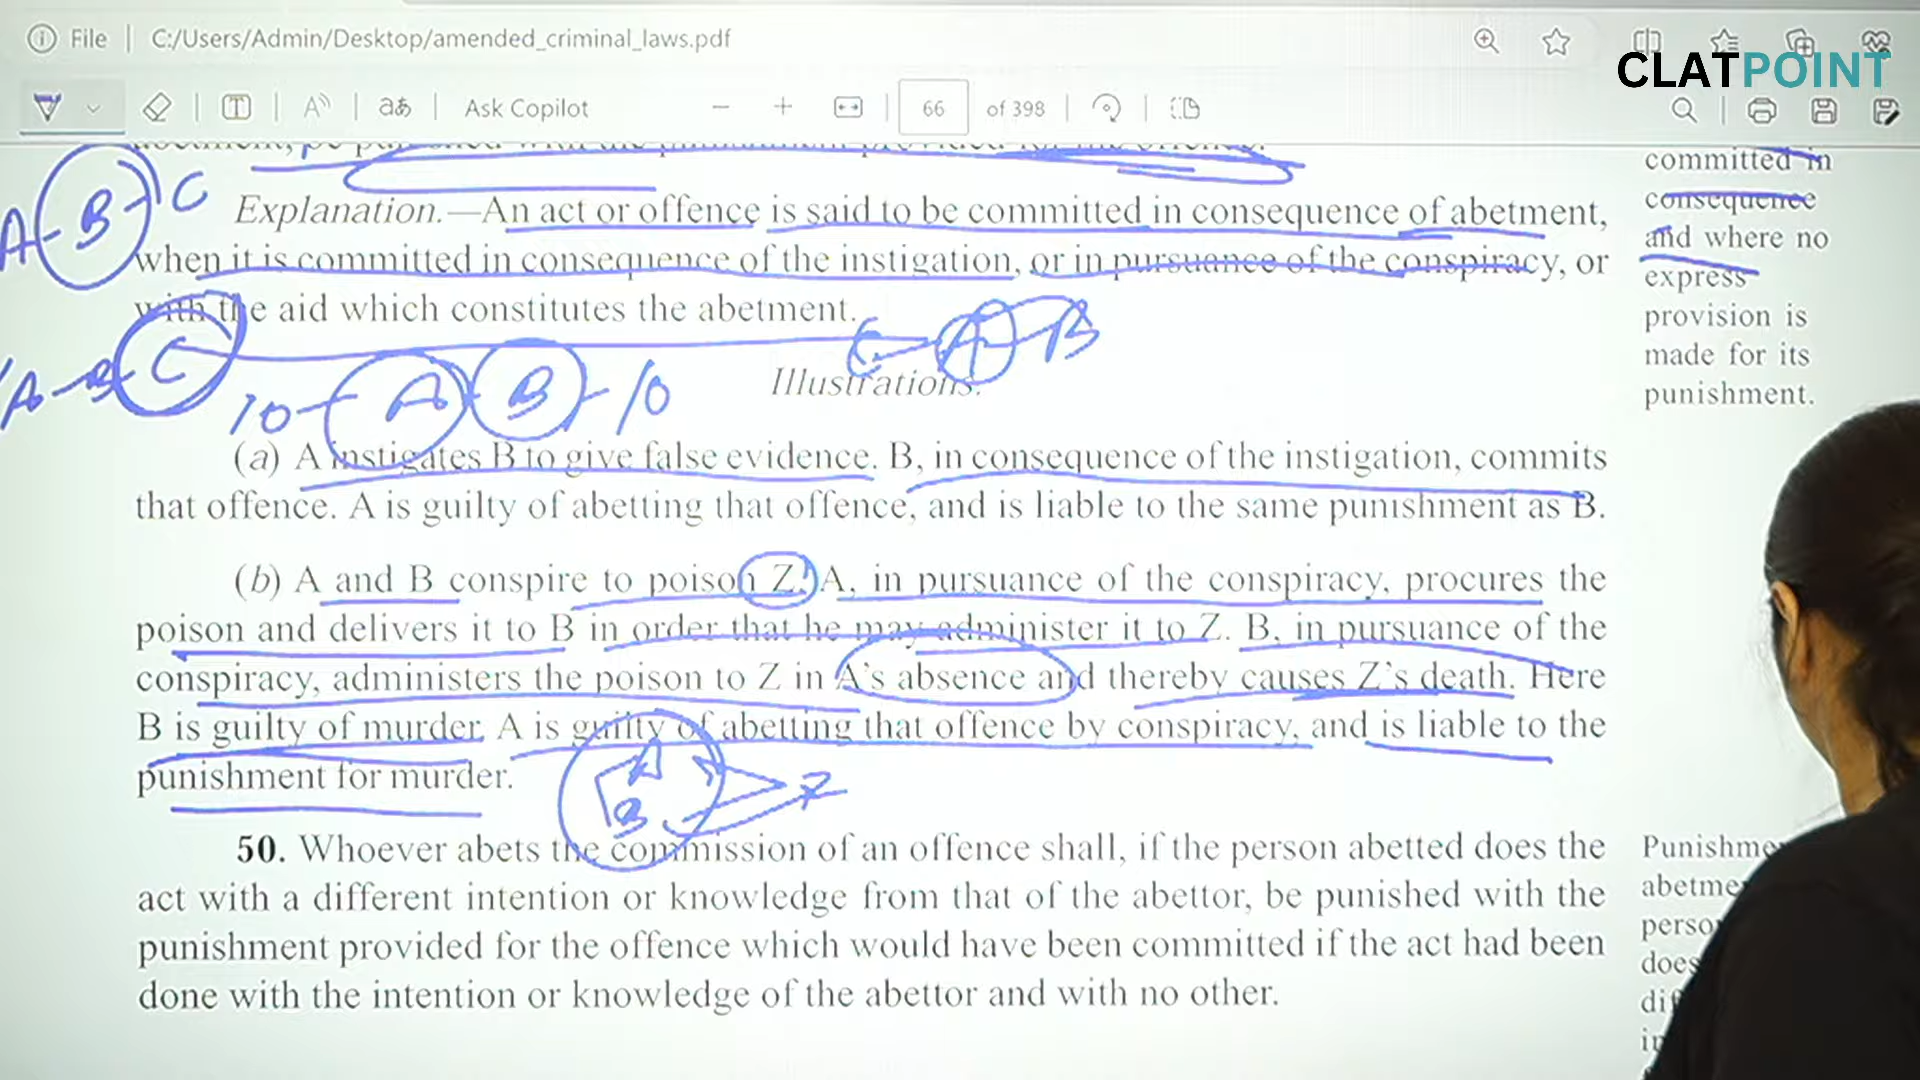 File | C:/Users/Admin/Desktop/amended_criminal_laws.pdf
CLATPOINT
Ask Copilot
66 of 398
committed in
consequence
and where no
express
provision is
made for its
punishment.
A B C
Explanation.—An act or offence is said to be committed in consequence of abetment,
when it is committed in consequence of the instigation, or in pursuance of the conspiracy, or
with the aid which constitutes the abetment.
C A B
A B C
10 A B 10
Illustrations.
(a) A instigates B to give false evidence. B, in consequence of the instigation, commits
that offence. A is guilty of abetting that offence, and is liable to the same punishment as B.
(b) A and B conspire to poison Z. A, in pursuance of the conspiracy, procures the
poison and delivers it to B in order that he may administer it to Z. B, in pursuance of the
conspiracy, administers the poison to Z in A's absence and thereby causes Z's death. Here
B is guilty of murder. A is guilty of abetting that offence by conspiracy, and is liable to the
punishment for murder.
A
B Z
50. Whoever abets the commission of an offence shall, if the person abetted does the
act with a different intention or knowledge from that of the abettor, be punished with the
punishment provided for the offence which would have been committed if the act had been
done with the intention or knowledge of the abettor and with no other.